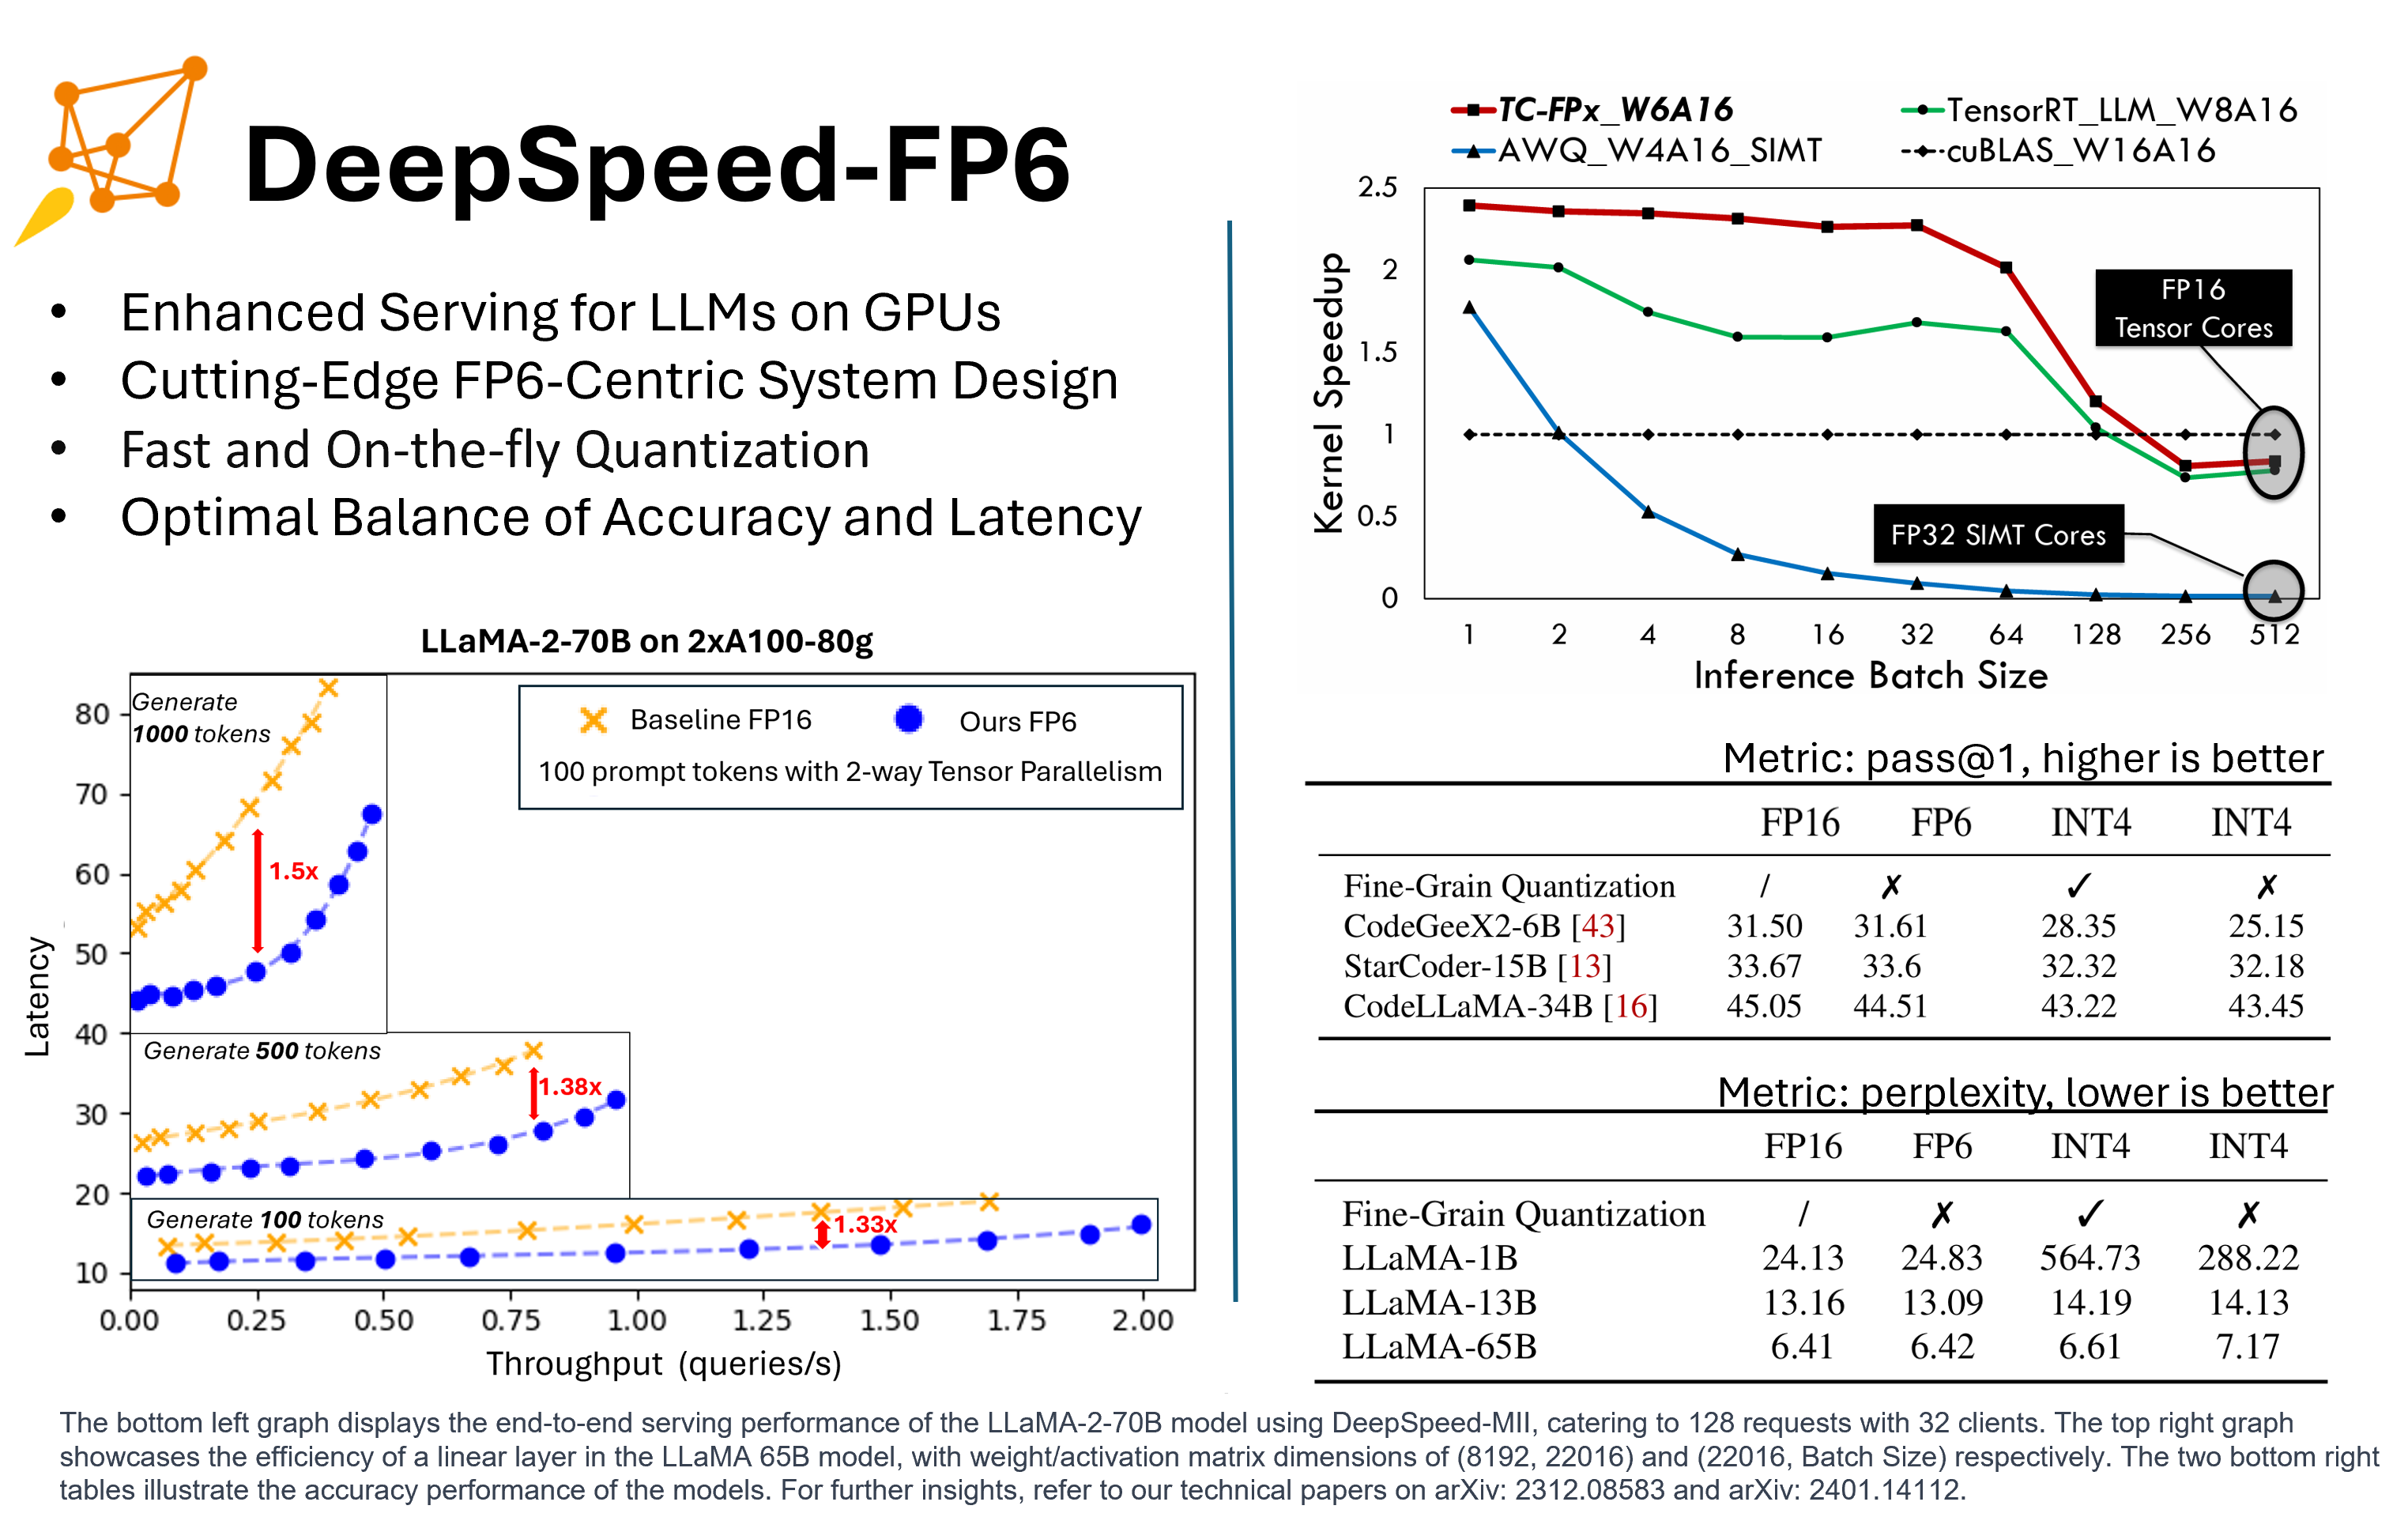 DeepSpeed-FP6
• Enhanced Serving for LLMs on GPUs
• Cutting-Edge FP6-Centric System Design
• Fast and On-the-fly Quantization
• Optimal Balance of Accuracy and Latency
LLaMA-2-70B on 2xA100-80g
Generate
1000 tokens
Baseline FP16 Ours FP6
100 prompt tokens with 2-way Tensor Parallelism
1.5x
Generate 500 tokens
1.38x
Generate 100 tokens
1.33x
Latency
80
70
60
50
40
30
20
10
0.00 0.25 0.50 0.75 1.00 1.25 1.50 1.75 2.00
Throughput (queries/s)
TC-FPx_W6A16 TensorRT_LLM_W8A16
AWQ_W4A16_SIMT cuBLAS_W16A16
Kernel Speedup
2.5
2
1.5
1
0.5
0
FP16
Tensor Cores
FP32 SIMT Cores
1 2 4 8 16 32 64 128 256 512
Inference Batch Size
Metric: pass@1, higher is better
FP16 FP6 INT4 INT4
Fine-Grain Quantization / ✗ ✓ ✗
CodeGeeX2-6B [43] 31.50 31.61 28.35 25.15
StarCoder-15B [13] 33.67 33.6 32.32 32.18
CodeLLaMA-34B [16] 45.05 44.51 43.22 43.45
Metric: perplexity, lower is better
FP16 FP6 INT4 INT4
Fine-Grain Quantization / ✗ ✓ ✗
LLaMA-1B 24.13 24.83 564.73 288.22
LLaMA-13B 13.16 13.09 14.19 14.13
LLaMA-65B 6.41 6.42 6.61 7.17
The bottom left graph displays the end-to-end serving performance of the LLaMA-2-70B model using DeepSpeed-MII, catering to 128 requests with 32 clients. The top right graph
showcases the efficiency of a linear layer in the LLaMA 65B model, with weight/activation matrix dimensions of (8192, 22016) and (22016, Batch Size) respectively. The two bottom right
tables illustrate the accuracy performance of the models. For further insights, refer to our technical papers on arXiv: 2312.08583 and arXiv: 2401.14112.